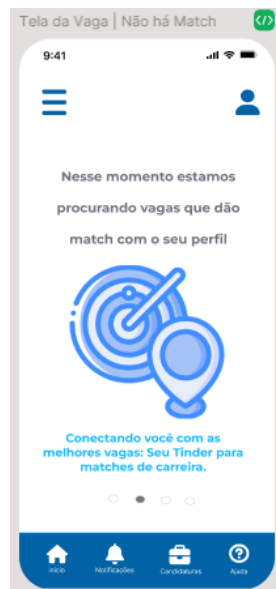 Tela da Vaga | Não há Match
</>
9:41
Nesse momento estamos
procurando vagas que dão
match com o seu perfil
Conectando você com as
melhores vagas: Seu Tinder para
matches de carreira.
início
Notificações
Candidaturas
Ajuda